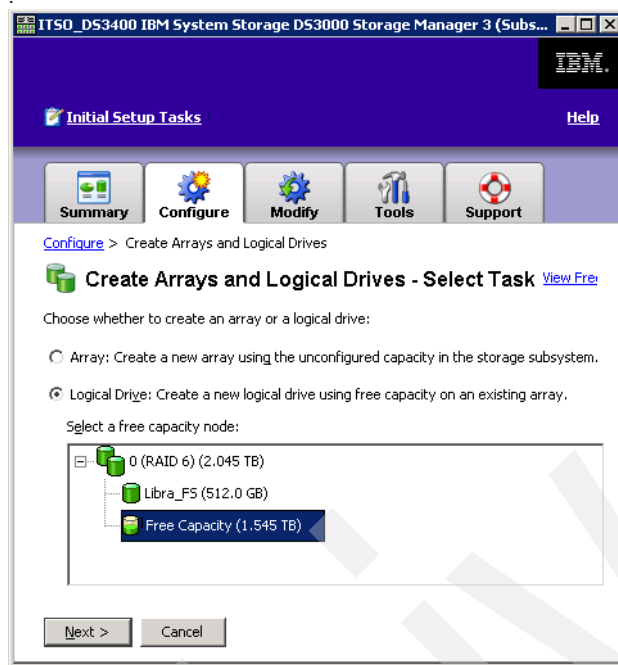 ITSO_DS3400 IBM System Storage DS3000 Storage Manager 3 (Subs...
IBM.
Initial Setup Tasks Help
Summary Configure Modify Tools Support
Configure > Create Arrays and Logical Drives
Create Arrays and Logical Drives - Select Task View Free
Choose whether to create an array or a logical drive:
Array: Create a new array using the unconfigured capacity in the storage subsystem.
Logical Drive: Create a new logical drive using free capacity on an existing array.
Select a free capacity node:
0 (RAID 6) (2.045 TB)
Libra_FS (512.0 GB)
Free Capacity (1.545 TB)
Next > Cancel